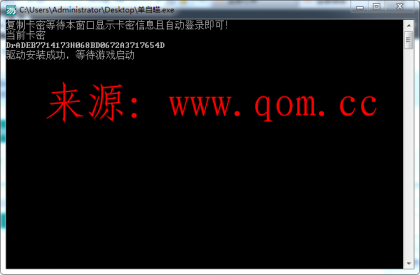 C:\Users\Administrator\Desktop\单白喵.exe
复制卡密等待本窗口显示卡密信息且自动登录即可!
当前卡密
DrADEB7714173H068BD0672A3717654D
驱动安装成功，等待游戏启动
来源: www.qom.cc